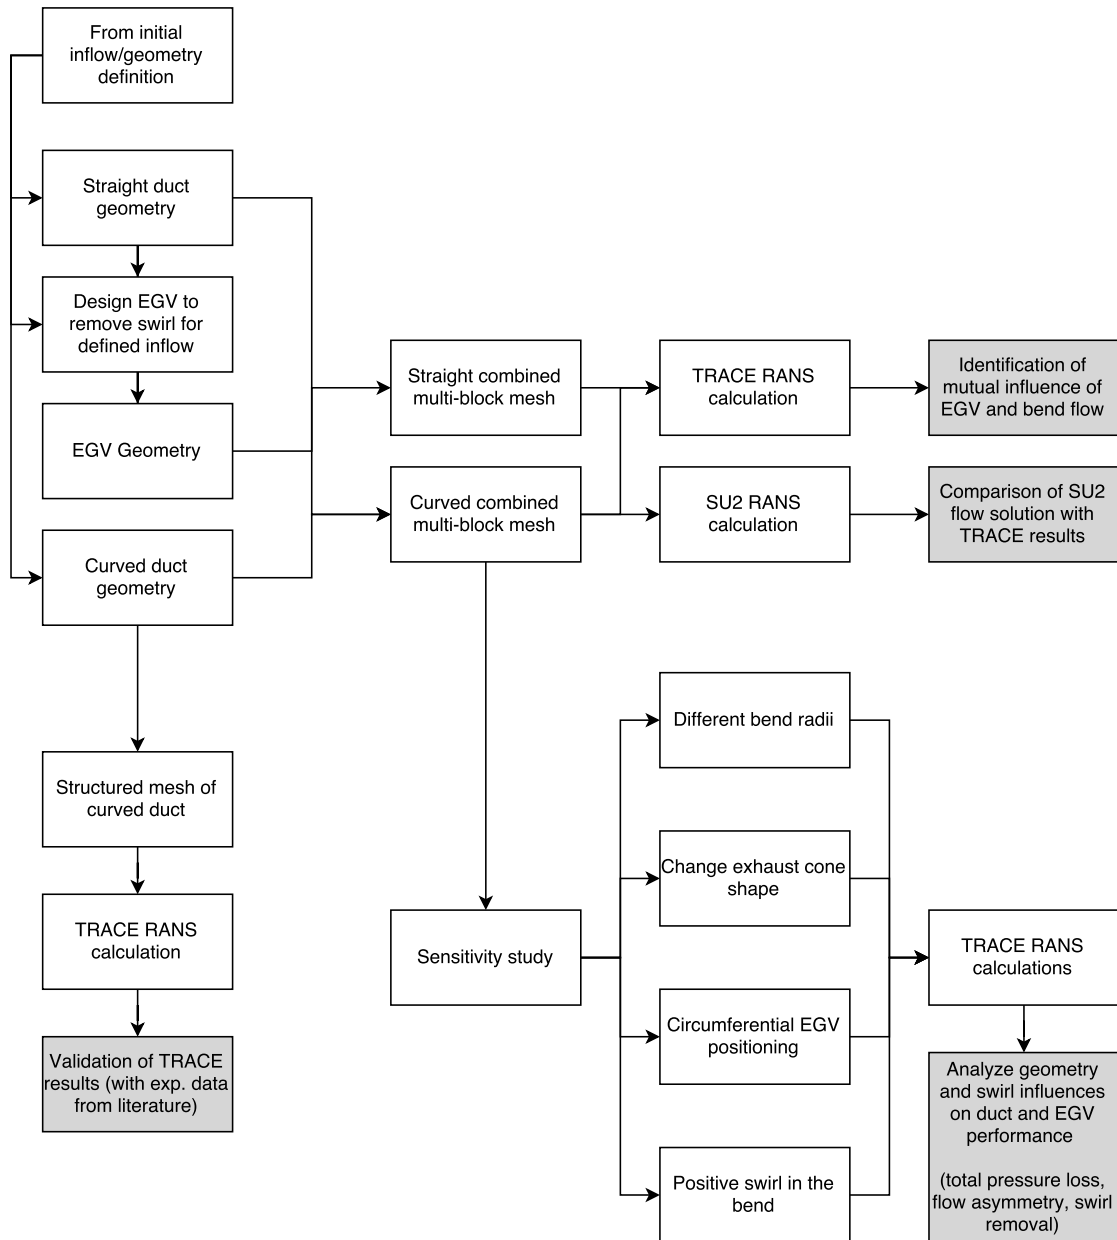 From initial
inflow/geometry
definition
Straight duct
geometry
Design EGV to
remove swirl for
defined inflow
EGV Geometry
Curved duct
geometry
Structured mesh of
curved duct
TRACE RANS
calculation
Validation of TRACE
results (with exp. data
from literature)
Straight combined
multi-block mesh
Curved combined
multi-block mesh
Sensitivity study
TRACE RANS
calculation
SU2 RANS
calculation
Identification of
mutual influence of
EGV and bend flow
Comparison of SU2
flow solution with
TRACE results
Different bend radii
Change exhaust cone
shape
Circumferential EGV
positioning
Positive swirl in the
bend
TRACE RANS
calculations
Analyze geometry
and swirl influences
on duct and EGV
performance
(total pressure loss,
flow asymmetry, swirl
removal)